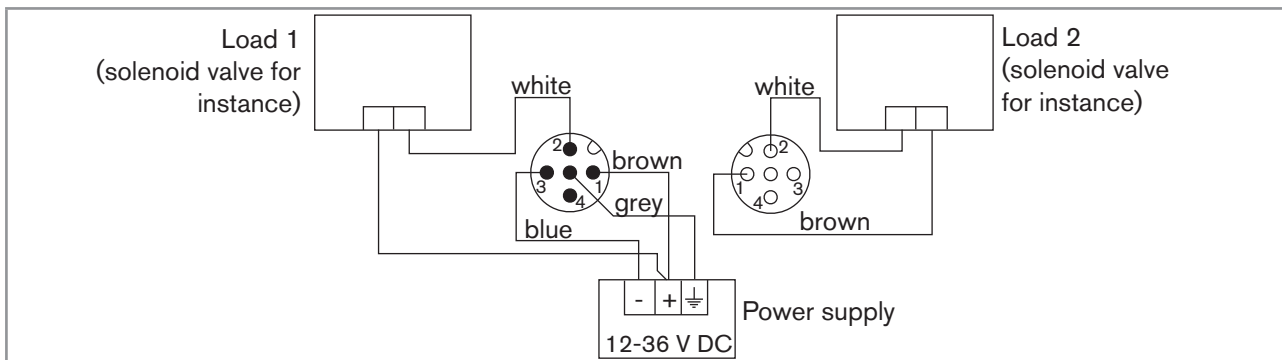 Load 1
(solenoid valve for
instance)
Load 2
(solenoid valve
for instance)
white
white
2
3
1
4
brown
grey
blue
2
1
3
4
brown
- +
Power supply
12-36 V DC